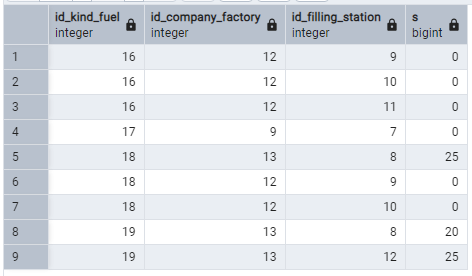 id_kind_fuel id_company_factory id_filling_station s
integer integer integer bigint
1 16 12 9 0
2 16 12 10 0
3 16 12 11 0
4 17 9 7 0
5 18 13 8 25
6 18 12 9 0
7 18 12 10 0
8 19 13 8 20
9 19 13 12 25